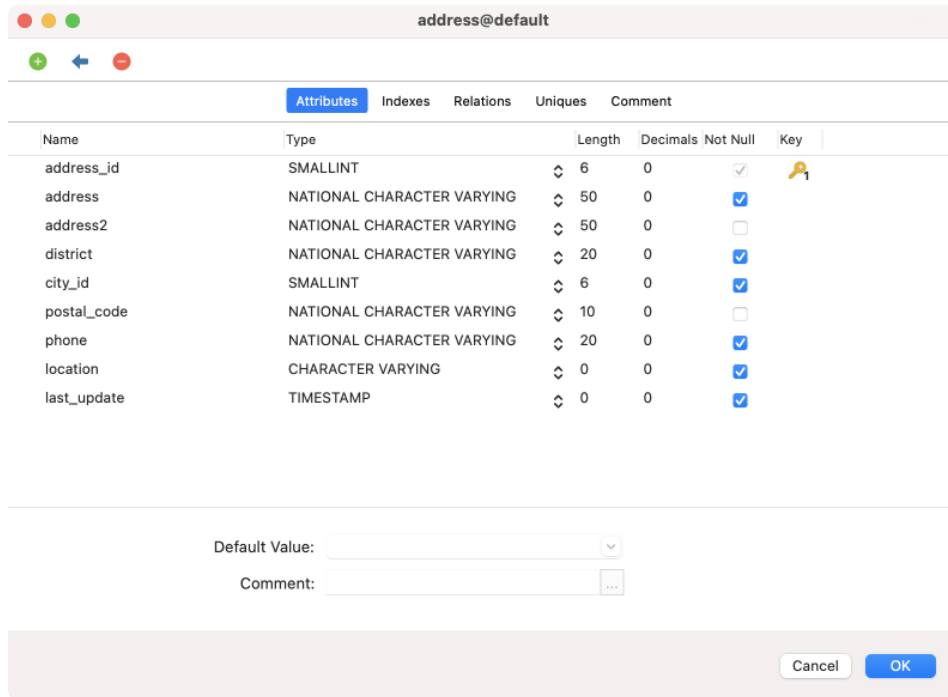 address@default
Attributes Indexes Relations Uniques Comment
Name Type Length Decimals Not Null Key
address_id SMALLINT 6 0 1
address NATIONAL CHARACTER VARYING 50 0
address2 NATIONAL CHARACTER VARYING 50 0
district NATIONAL CHARACTER VARYING 20 0
city_id SMALLINT 6 0
postal_code NATIONAL CHARACTER VARYING 10 0
phone NATIONAL CHARACTER VARYING 20 0
location CHARACTER VARYING 0 0
last_update TIMESTAMP 0 0
Default Value:
Comment: ...
Cancel OK